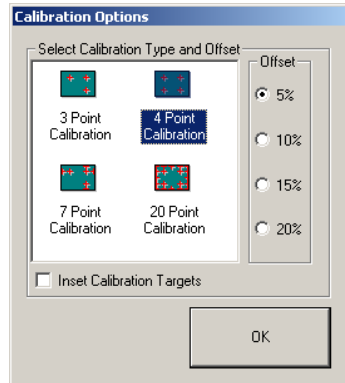 Calibration Options
Select Calibration Type and Offset
3 Point
Calibration
4 Point
Calibration
7 Point
Calibration
20 Point
Calibration
Offset
5%
10%
15%
20%
Inset Calibration Targets
OK